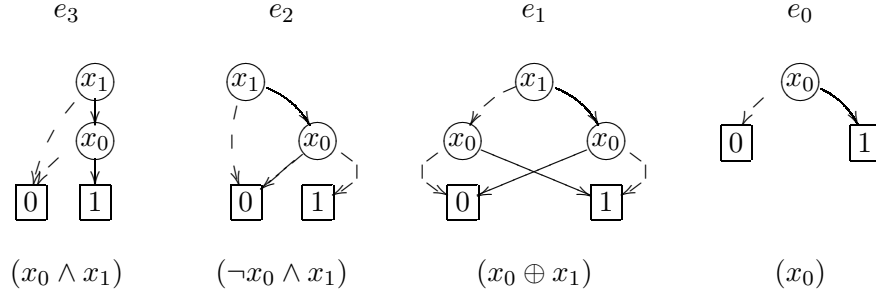 e₃ e₂ e₁ e₀
x₁ x₁ x₁ x₀
x₀ x₀ x₀ x₀ 0 1
0 1 0 1 0 1
(x₀ ∧ x₁) (¬x₀ ∧ x₁) (x₀ ⊕ x₁) (x₀)